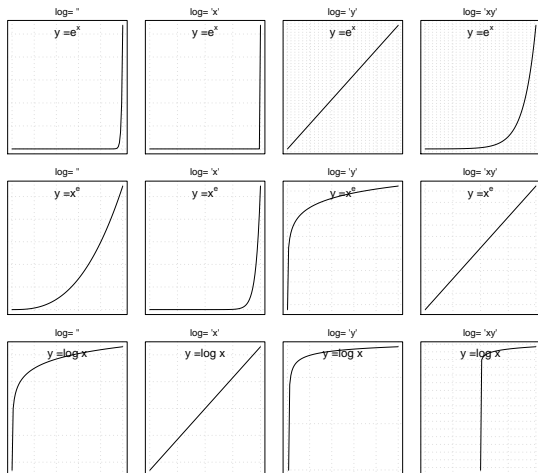 log= ''
y =e^x
log= 'x'
y =e^x
log= 'y'
y =e^x
log= 'xy'
y =e^x
log= ''
y =x^e
log= 'x'
y =x^e
log= 'y'
y =x^e
log= 'xy'
y =x^e
log= ''
y =log x
log= 'x'
y =log x
log= 'y'
y =log x
log= 'xy'
y =log x